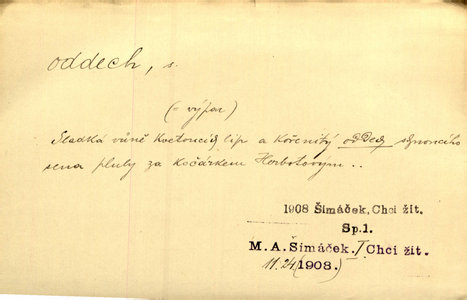 oddech, s.
(= výpar)
Sladká vůně kvetoucích lip a kořenitý oddech schnoucího
sena pluly za kočárkem Herbotovým..
1908 Šimáček, Chci žít.
Sp.1.
M.A. Šimáček. I Chci žít.
11.24 (1908.)